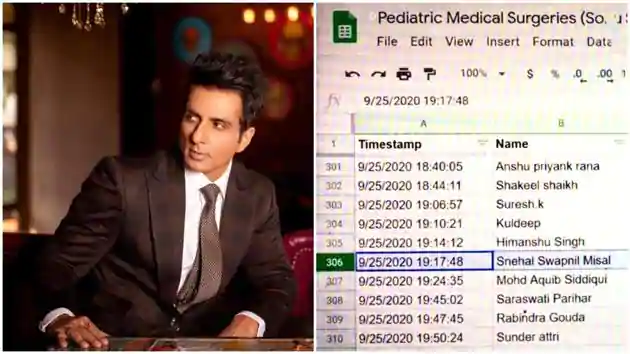 Pediatric Medical Surgeries (So
File Edit View Insert Format Data
100% $ % .0 .00 1
fx 9/25/2020 19:17:48
A B
1 Timestamp Name
301 9/25/2020 18:40:05 Anshu priyank rana
302 9/25/2020 18:44:11 Shakeel shaikh
303 9/25/2020 19:06:57 Suresh.k
304 9/25/2020 19:10:21 Kuldeep
305 9/25/2020 19:14:12 Himanshu Singh
306 9/25/2020 19:17:48 Snehal Swapnil Misal
307 9/25/2020 19:24:35 Mohd Aquib Siddiqui
308 9/25/2020 19:45:02 Saraswati Parihar
309 9/25/2020 19:47:45 Rabindra Gouda
310 9/25/2020 19:50:24 Sunder attri